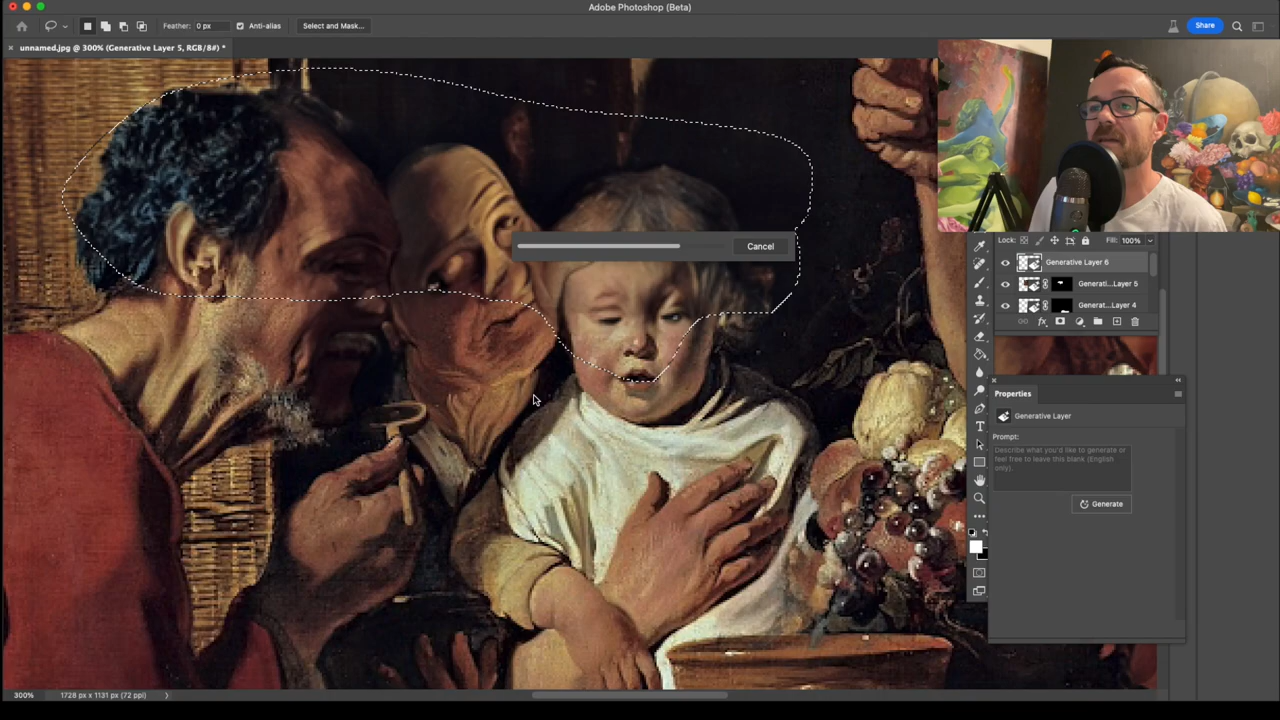 Adobe Photoshop (Beta)
Feather: 0 px
Anti-alias
Select and Mask...
Share
unnamed.jpg @ 300% (Generative Layer 5, RGB/8#) *
Cancel
Lock:
Fill: 100%
Generative Layer 6
Generati...Layer 5
Generat...Layer 4
fx
Properties
Generative Layer
Prompt:
Describe what you'd like to generate or
feel free to leave this blank (English
only).
Generate
300%
1728 px x 1131 px (72 ppi)